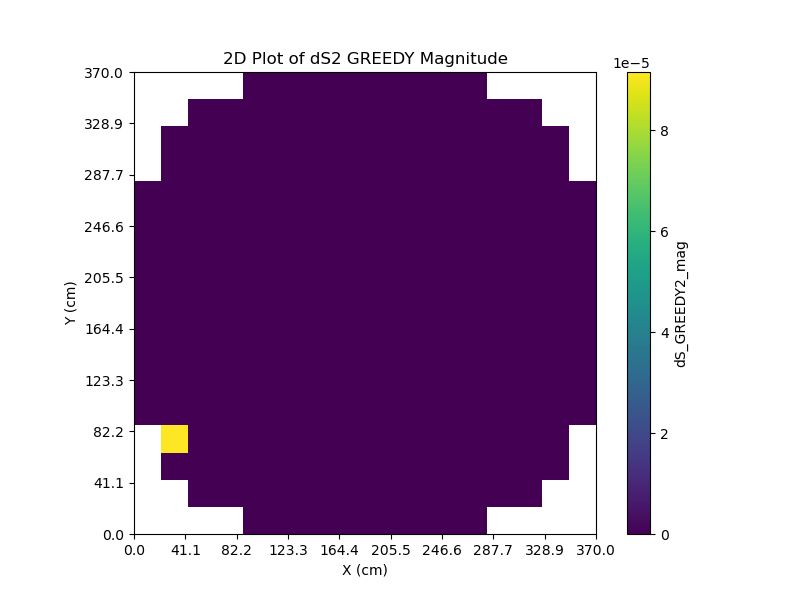 2D Plot of dS2 GREEDY Magnitude
1e−5
370.0
328.9
287.7
246.6
205.5
164.4
123.3
82.2
41.1
0.0
Y (cm)
0.0 41.1 82.2 123.3 164.4 205.5 246.6 287.7 328.9 370.0
X (cm)
8
6
4
2
0
dS_GREEDY2_mag